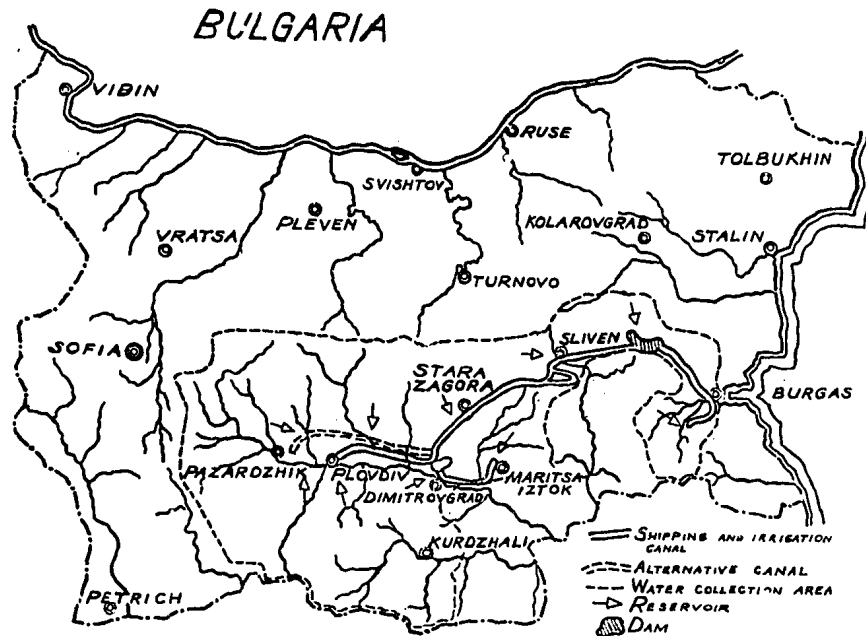 BULGARIA
VIDIN
RUSE
SVISHTOV
TOLBUKHIN
PLEVEN
KOLAROVGRAD
VRATSA
STALIN
TURNOVO
SOFIA
SLIVEN
STARA
ZAGORA
BURGAS
PAZARDZHIK
PLOVDIV
MARITSA
IZTOK
DIMITROVGRAD
KURDZHALI
PETRICH
SHIPPING AND IRRIGATION
CANAL
ALTERNATIVE CANAL
WATER COLLECTION AREA
RESERVOIR
DAM